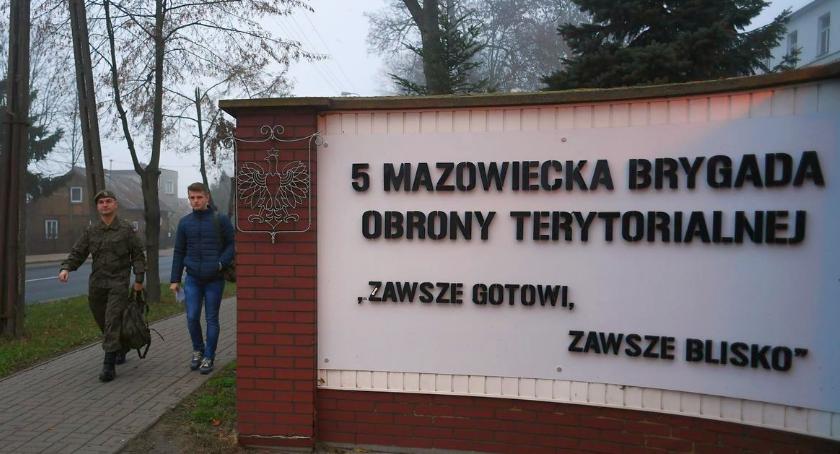 5 MAZOWIECKA BRYGADA
OBRONY TERYTORIALNEJ
„ZAWSZE GOTOWI,
ZAWSZE BLISKO”